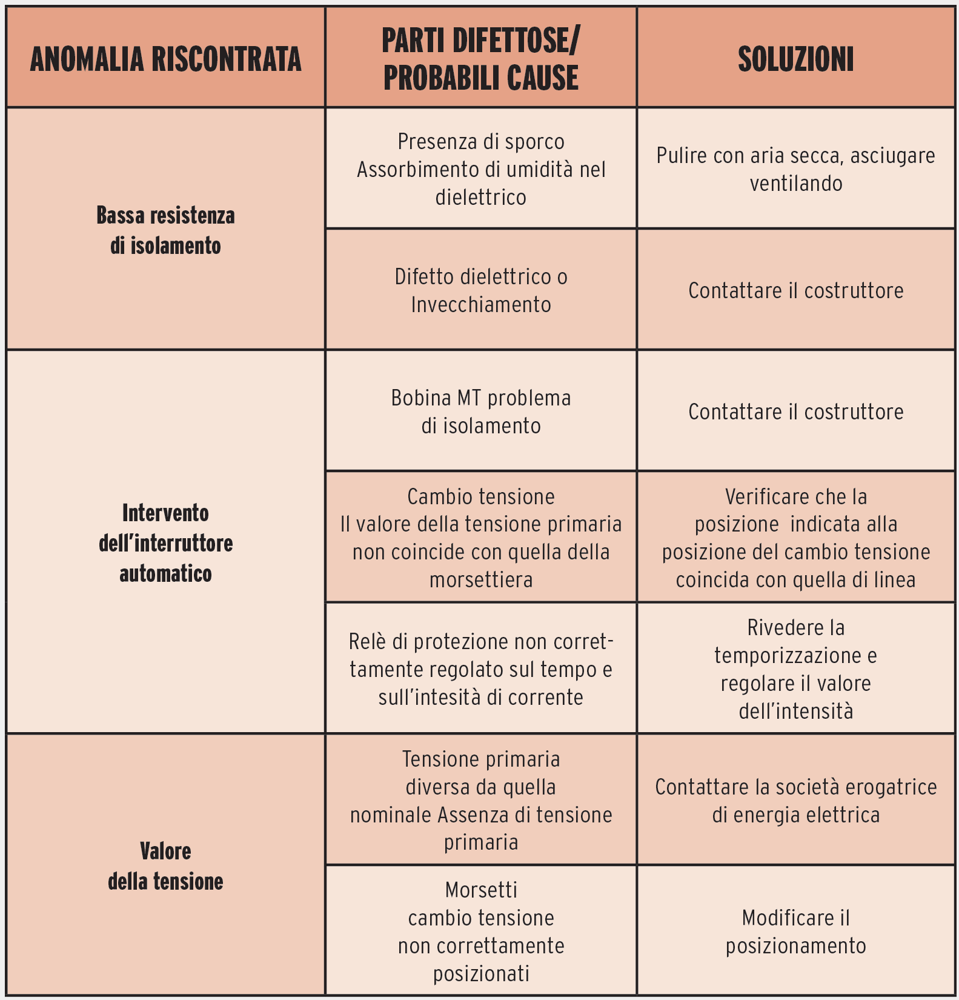 ANOMALIA RISCONTRATA
PARTI DIFETTOSE/
PROBABILI CAUSE
SOLUZIONI
Bassa resistenza
di isolamento
Presenza di sporco
Assorbimento di umidità nel
dielettrico
Pulire con aria secca, asciugare
ventilando
Difetto dielettrico o
Invecchiamento
Contattare il costruttore
Intervento
dell'interruttore
automatico
Bobina MT problema
di isolamento
Contattare il costruttore
Cambio tensione
Il valore della tensione primaria
non coincide con quella della
morsettiera
Verificare che la
posizione  indicata alla
posizione del cambio tensione
coincida con quella di linea
Relè di protezione non corret-
tamente regolato sul tempo e
sull'intesità di corrente
Rivedere la
temporizzazione e
regolare il valore
dell'intensità
Valore
della tensione
Tensione primaria
diversa da quella
nominale Assenza di tensione
primaria
Contattare la società erogatrice
di energia elettrica
Morsetti
cambio tensione
non correttamente
posizionati
Modificare il
posizionamento